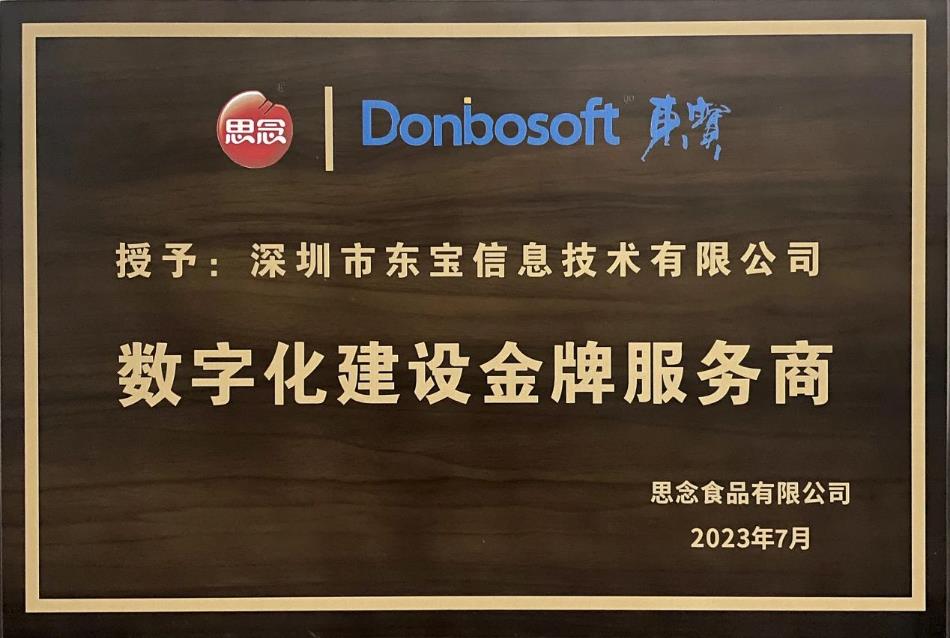 思念 Donbosoft 東寶
授予：深圳市东宝信息技术有限公司
数字化建设金牌服务商
思念食品有限公司
2023年7月